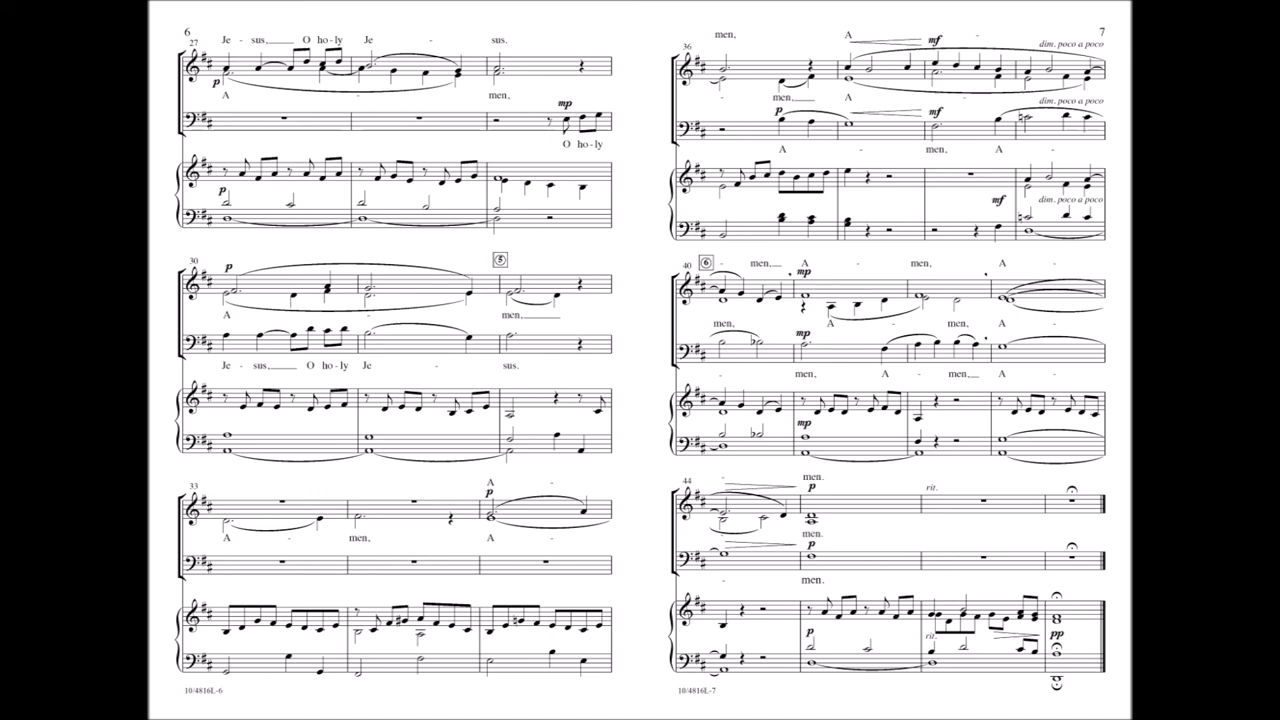 6
27
Je - sus, O ho - ly Je - sus.
p
A - men,
mp
O ho - ly
p
30
p
5
A - men,
Je - sus, O ho - ly Je - sus.
33
A -
p
A - men, A -
10/4816L-6
7
men, A -
36
mf
dim. poco a poco
- men, A -
p
mf
dim. poco a poco
A - men, A -
mf
dim. poco a poco
40
6
- men, A - men, A -
mp
men, A - men, A -
mp
- men, A - men, A -
mp
44
- men.
p
rit.
- men.
p
- men.
p
rit.
pp
10/4816L-7